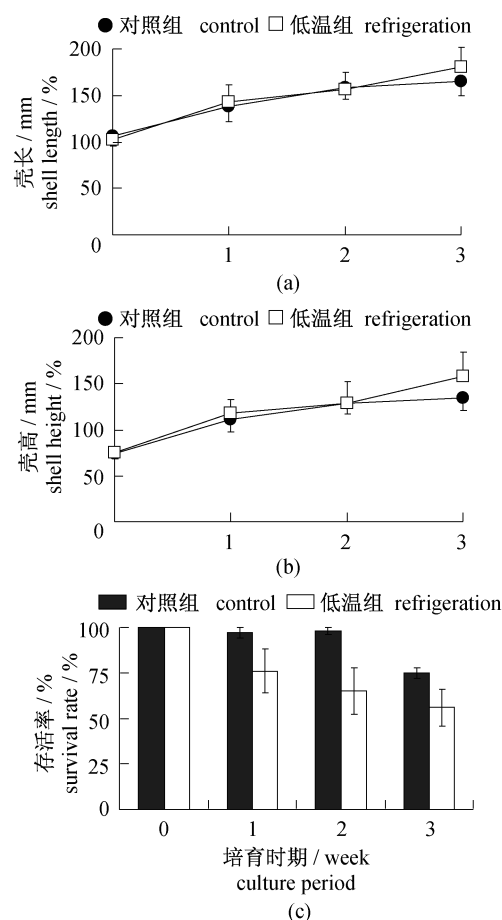 对照组 control 低温组 refrigeration
壳长 / mm
shell length / %
200
150
100
50
0
1 2 3
(a)
对照组 control 低温组 refrigeration
壳高 / mm
shell height / %
200
150
100
50
0
1 2 3
(b)
对照组 control 低温组 refrigeration
存活率 / %
survival rate / %
100
75
50
25
0
0 1 2 3
培育时期 / week
culture period
(c)